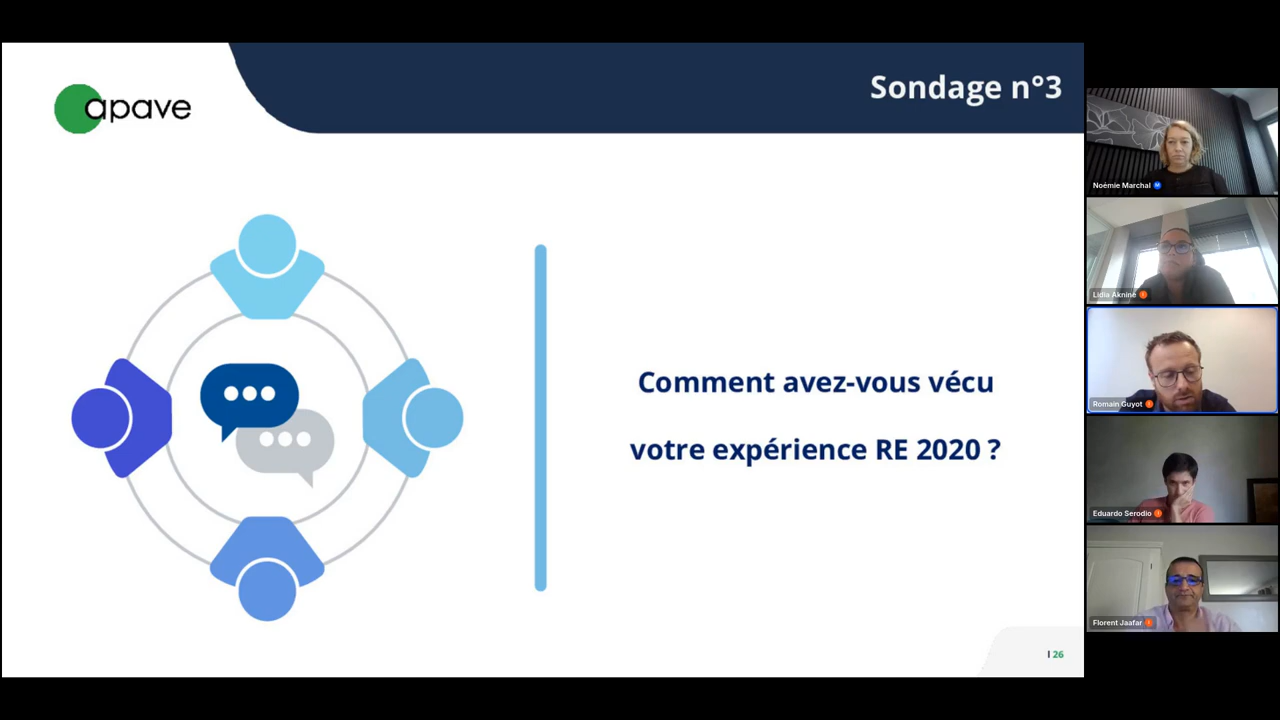 apave
Sondage n°3
Comment avez-vous vécu
votre expérience RE 2020 ?
I 26
Noémie Marchal
Lidia Akniné
Romain Guyot
Eduardo Serodio
Florent Jaafar